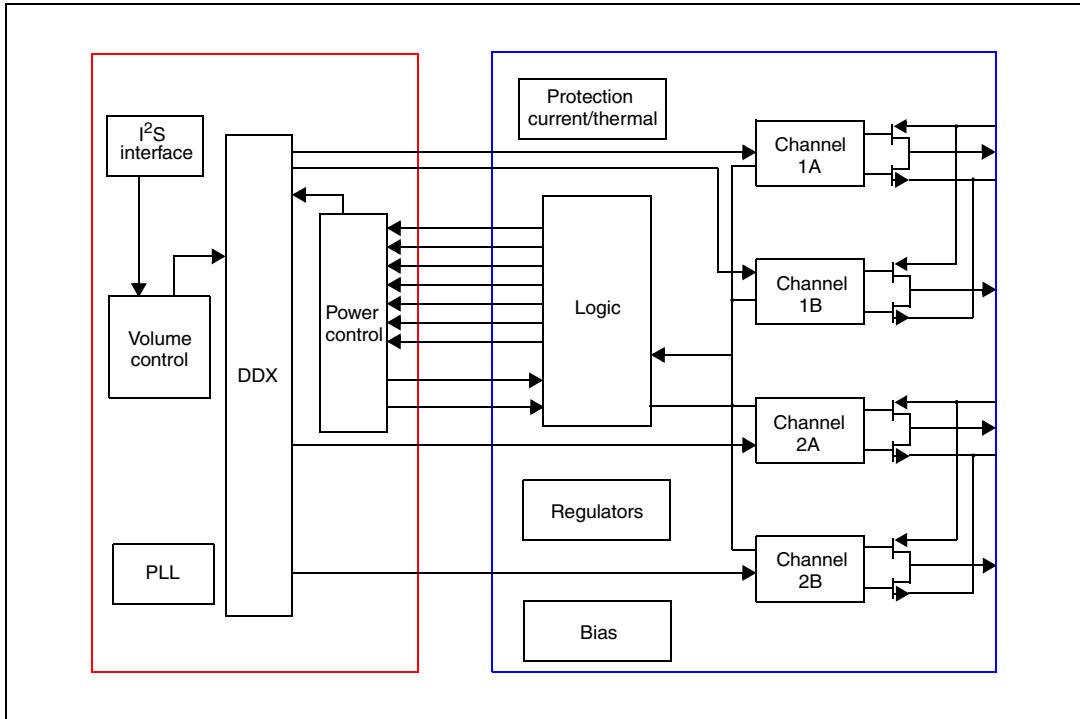 I²S
interface
Volume
control
PLL
DDX
Power
control
Protection
current/thermal
Logic
Regulators
Bias
Channel
1A
Channel
1B
Channel
2A
Channel
2B